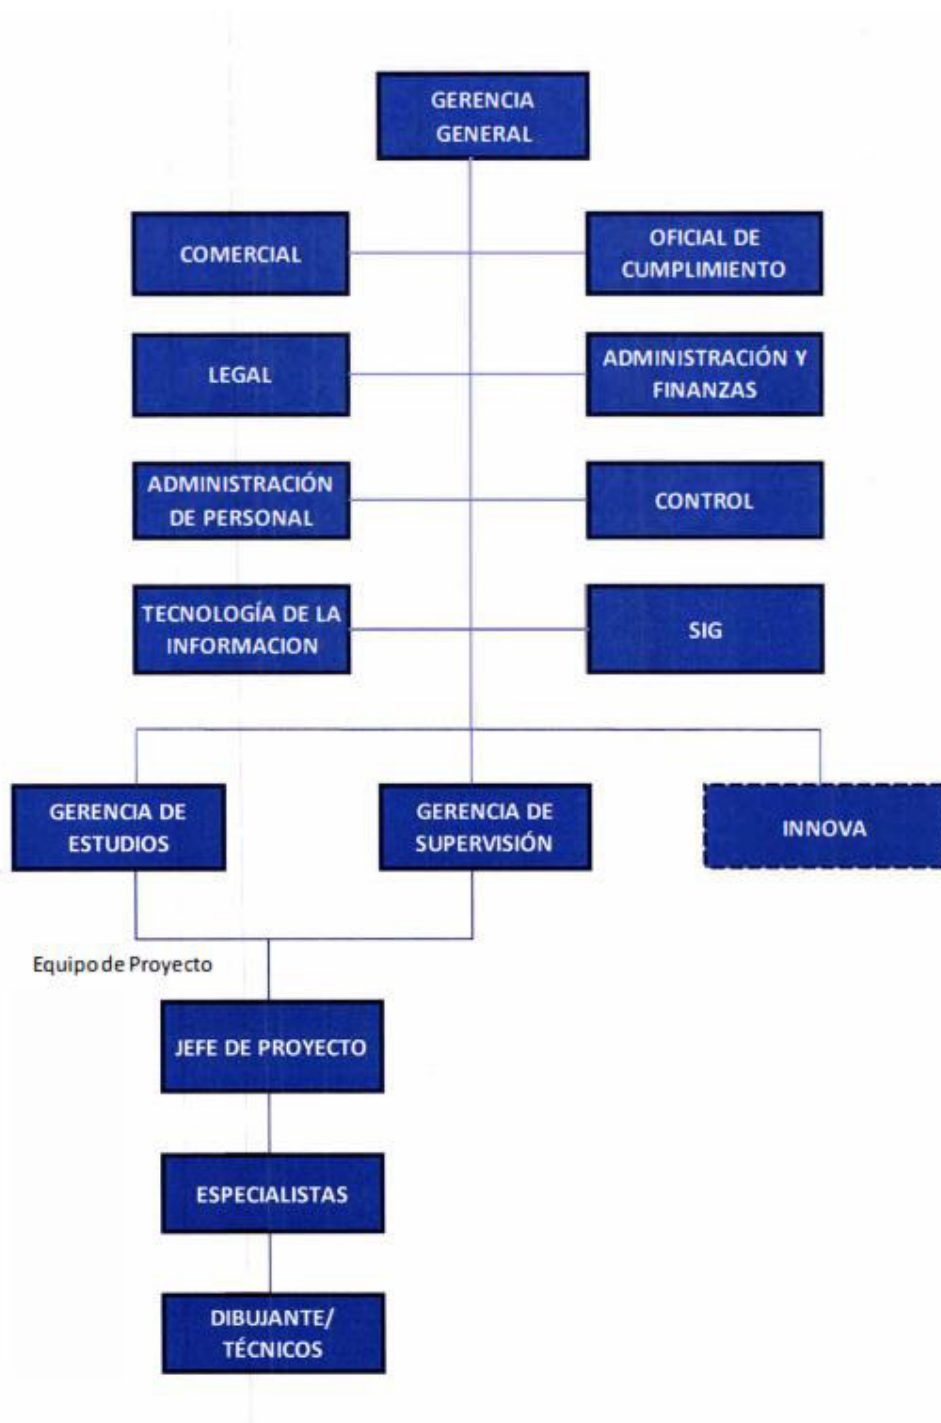 GERENCIA
GENERAL
COMERCIAL
OFICIAL DE
CUMPLIMIENTO
LEGAL
ADMINISTRACIÓN Y
FINANZAS
ADMINISTRACIÓN
DE PERSONAL
CONTROL
TECNOLOGÍA DE LA
INFORMACION
SIG
GERENCIA DE
ESTUDIOS
GERENCIA DE
SUPERVISIÓN
INNOVA
Equipo de Proyecto
JEFE DE PROYECTO
ESPECIALISTAS
DIBUJANTE/
TÉCNICOS